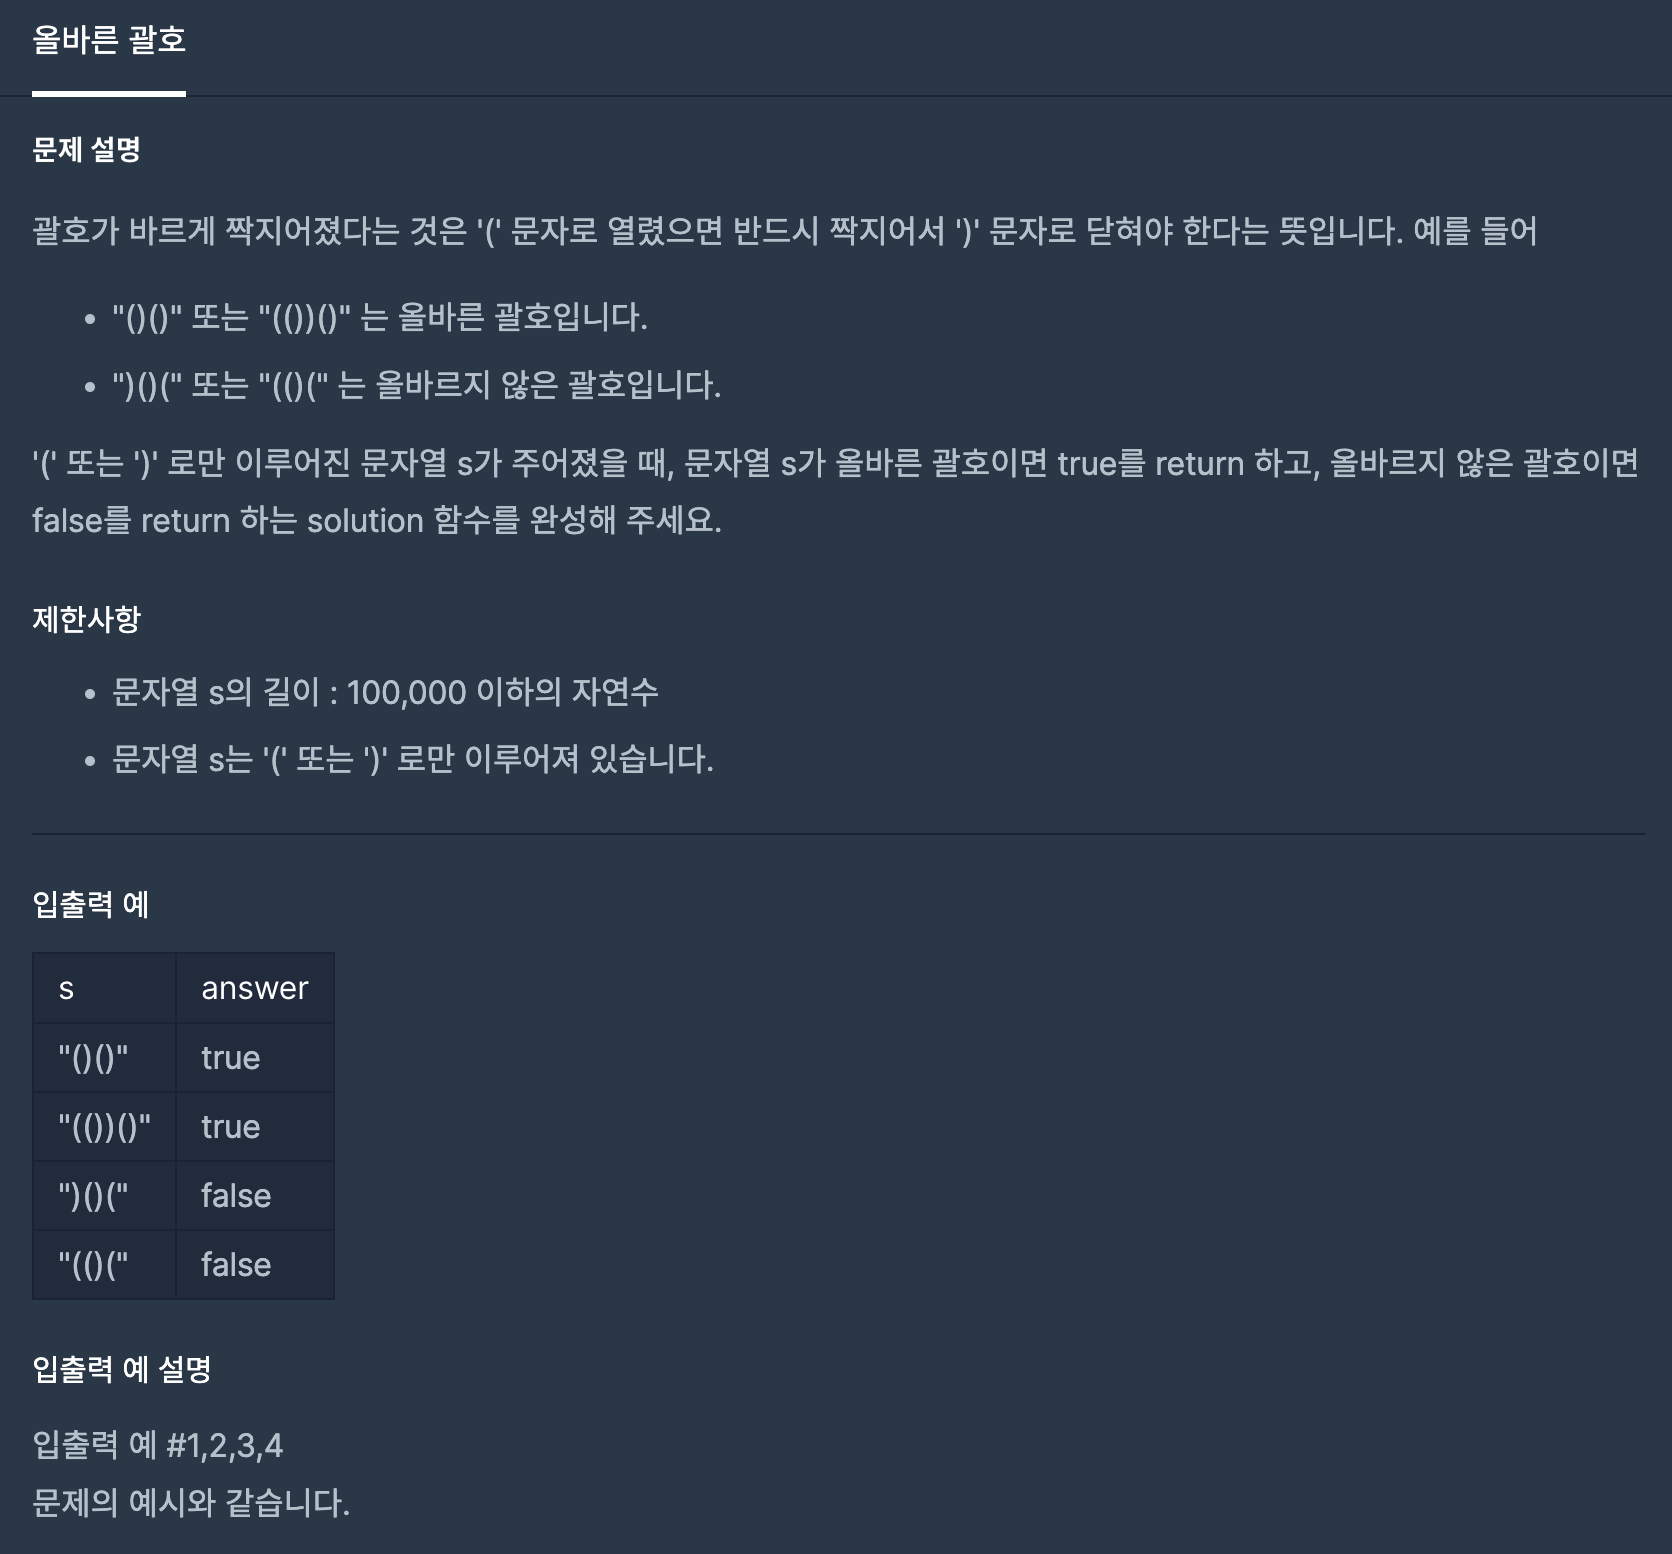 올바른 괄호
문제 설명
괄호가 바르게 짝지어졌다는 것은 '(' 문자로 열렸으면 반드시 짝지어서 ')' 문자로 닫혀야 한다는 뜻입니다. 예를 들어
• "()()" 또는 "(())()" 는 올바른 괄호입니다.
• ")()(" 또는 "(()(" 는 올바르지 않은 괄호입니다.
'(' 또는 ')' 로만 이루어진 문자열 s가 주어졌을 때, 문자열 s가 올바른 괄호이면 true를 return 하고, 올바르지 않은 괄호이면
false를 return 하는 solution 함수를 완성해 주세요.
제한사항
• 문자열 s의 길이 : 100,000 이하의 자연수
• 문자열 s는 '(' 또는 ')' 로만 이루어져 있습니다.
입출력 예
s answer
"()()" true
"(())()" true
")()(" false
"(()(" false
입출력 예 설명
입출력 예 #1,2,3,4
문제의 예시와 같습니다.